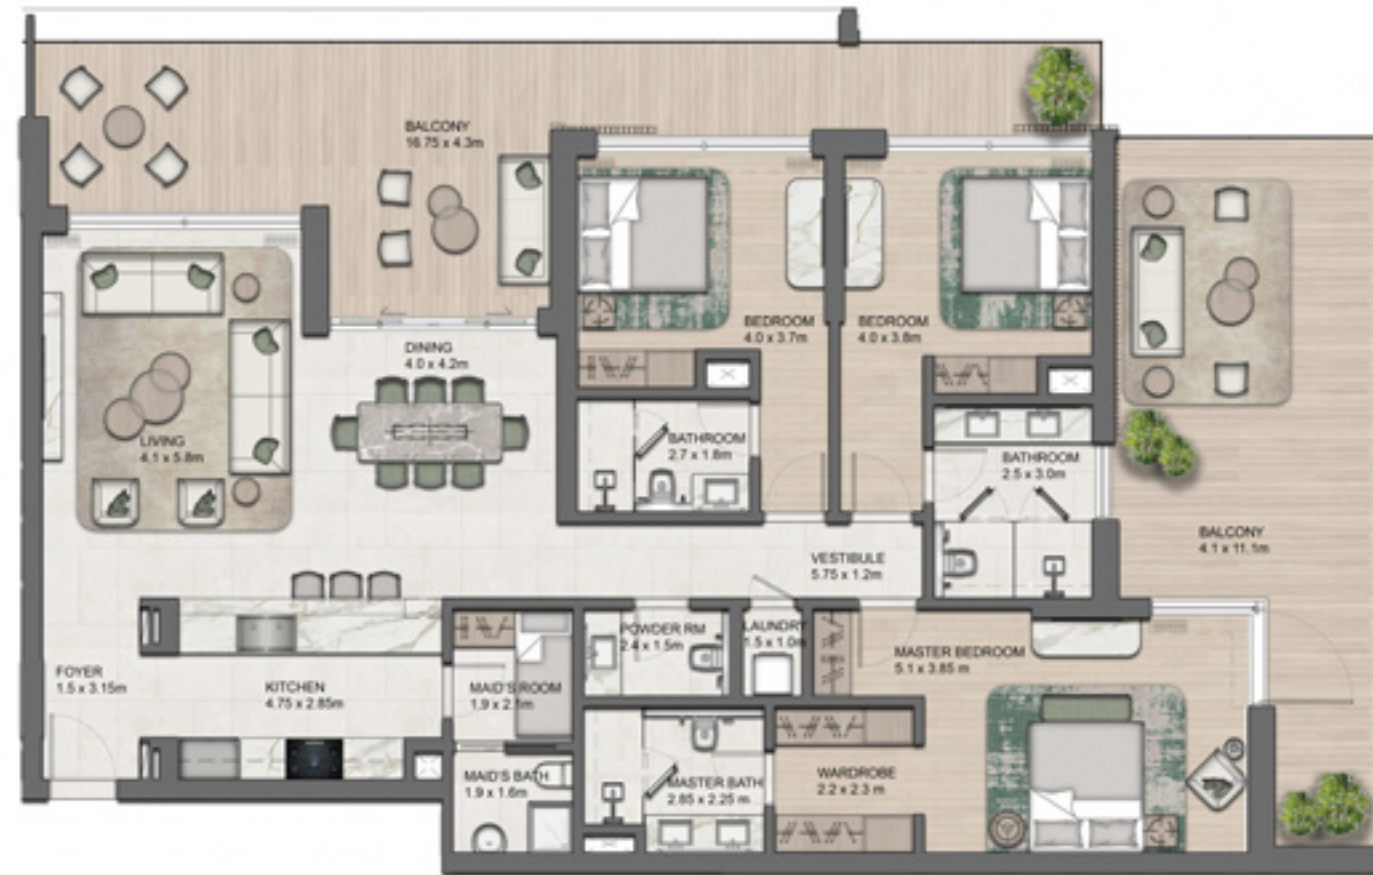 BALCONY
16.75 x 4.3m
BEDROOM
4.0 x 3.7m
BEDROOM
4.0 x 3.8m
DINING
4.0 x 4.2m
LIVING
4.1 x 5.8m
BATHROOM
2.7 x 1.8m
BATHROOM
2.5 x 3.0m
BALCONY
4.1 x 11.1m
VESTIBULE
5.75 x 1.2m
POWDER RM
2.4 x 1.5m
LAUNDRY
1.5 x 1.0m
MASTER BEDROOM
5.1 x 3.85 m
FOYER
1.5 x 3.15m
KITCHEN
4.75 x 2.85m
MAID'S ROOM
1.9 x 2.1m
MAID'S BATH
1.9 x 1.6m
MASTER BATH
2.85 x 2.25 m
WARDROBE
2.2 x 2.3 m